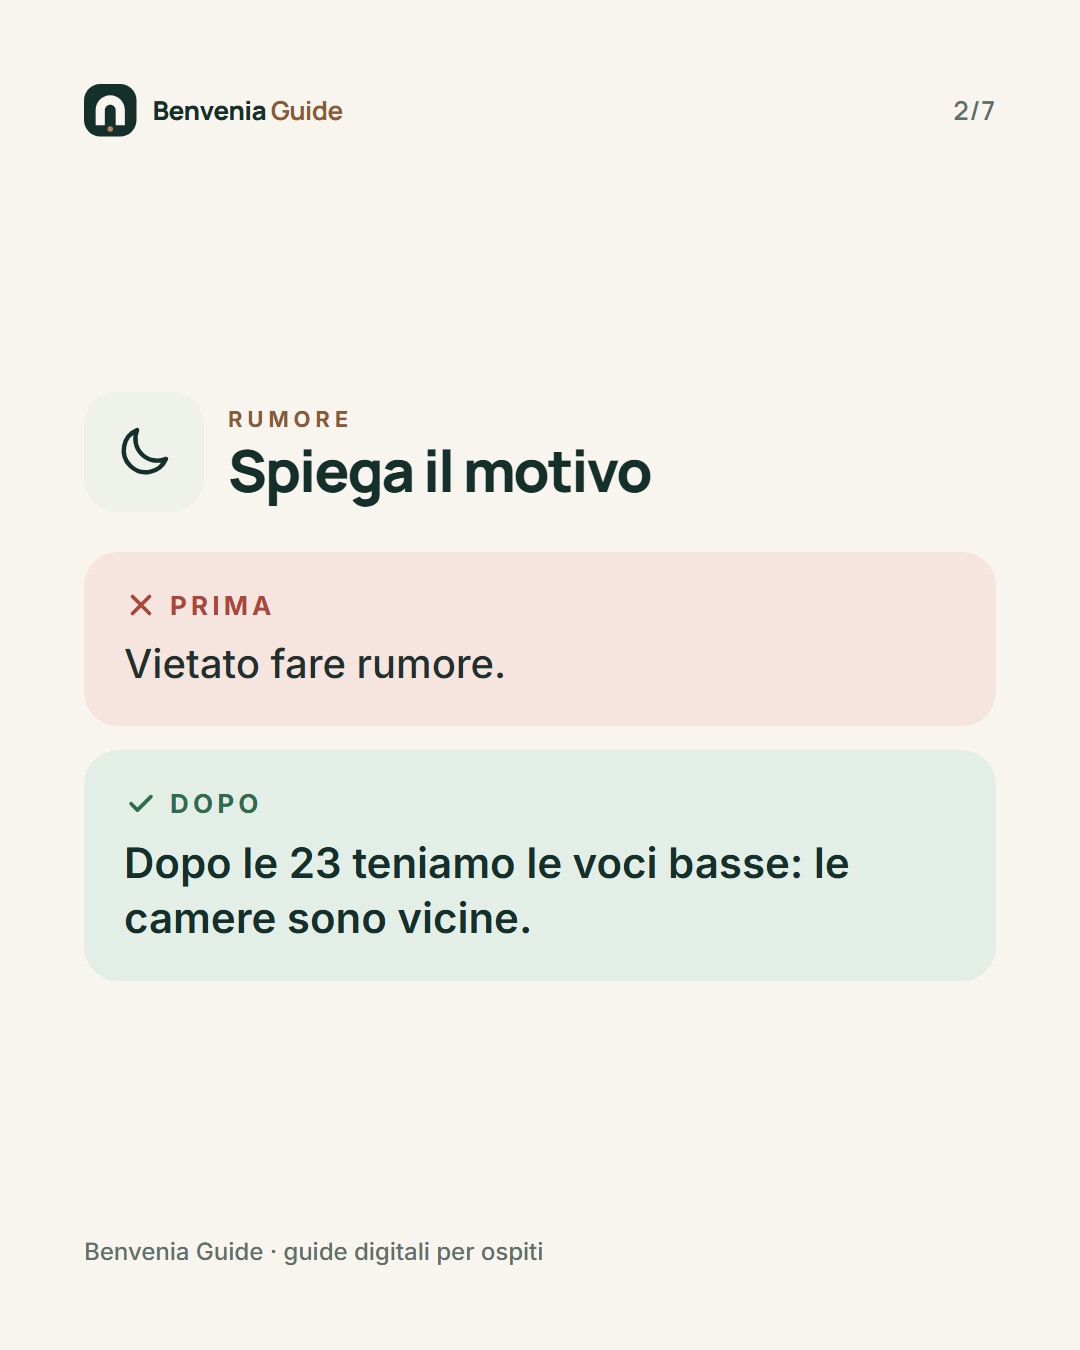 Benvenia Guide
2/7
RUMORE
Spiega il motivo
PRIMA
Vietato fare rumore.
DOPO
Dopo le 23 teniamo le voci basse: le
camere sono vicine.
Benvenia Guide · guide digitali per ospiti